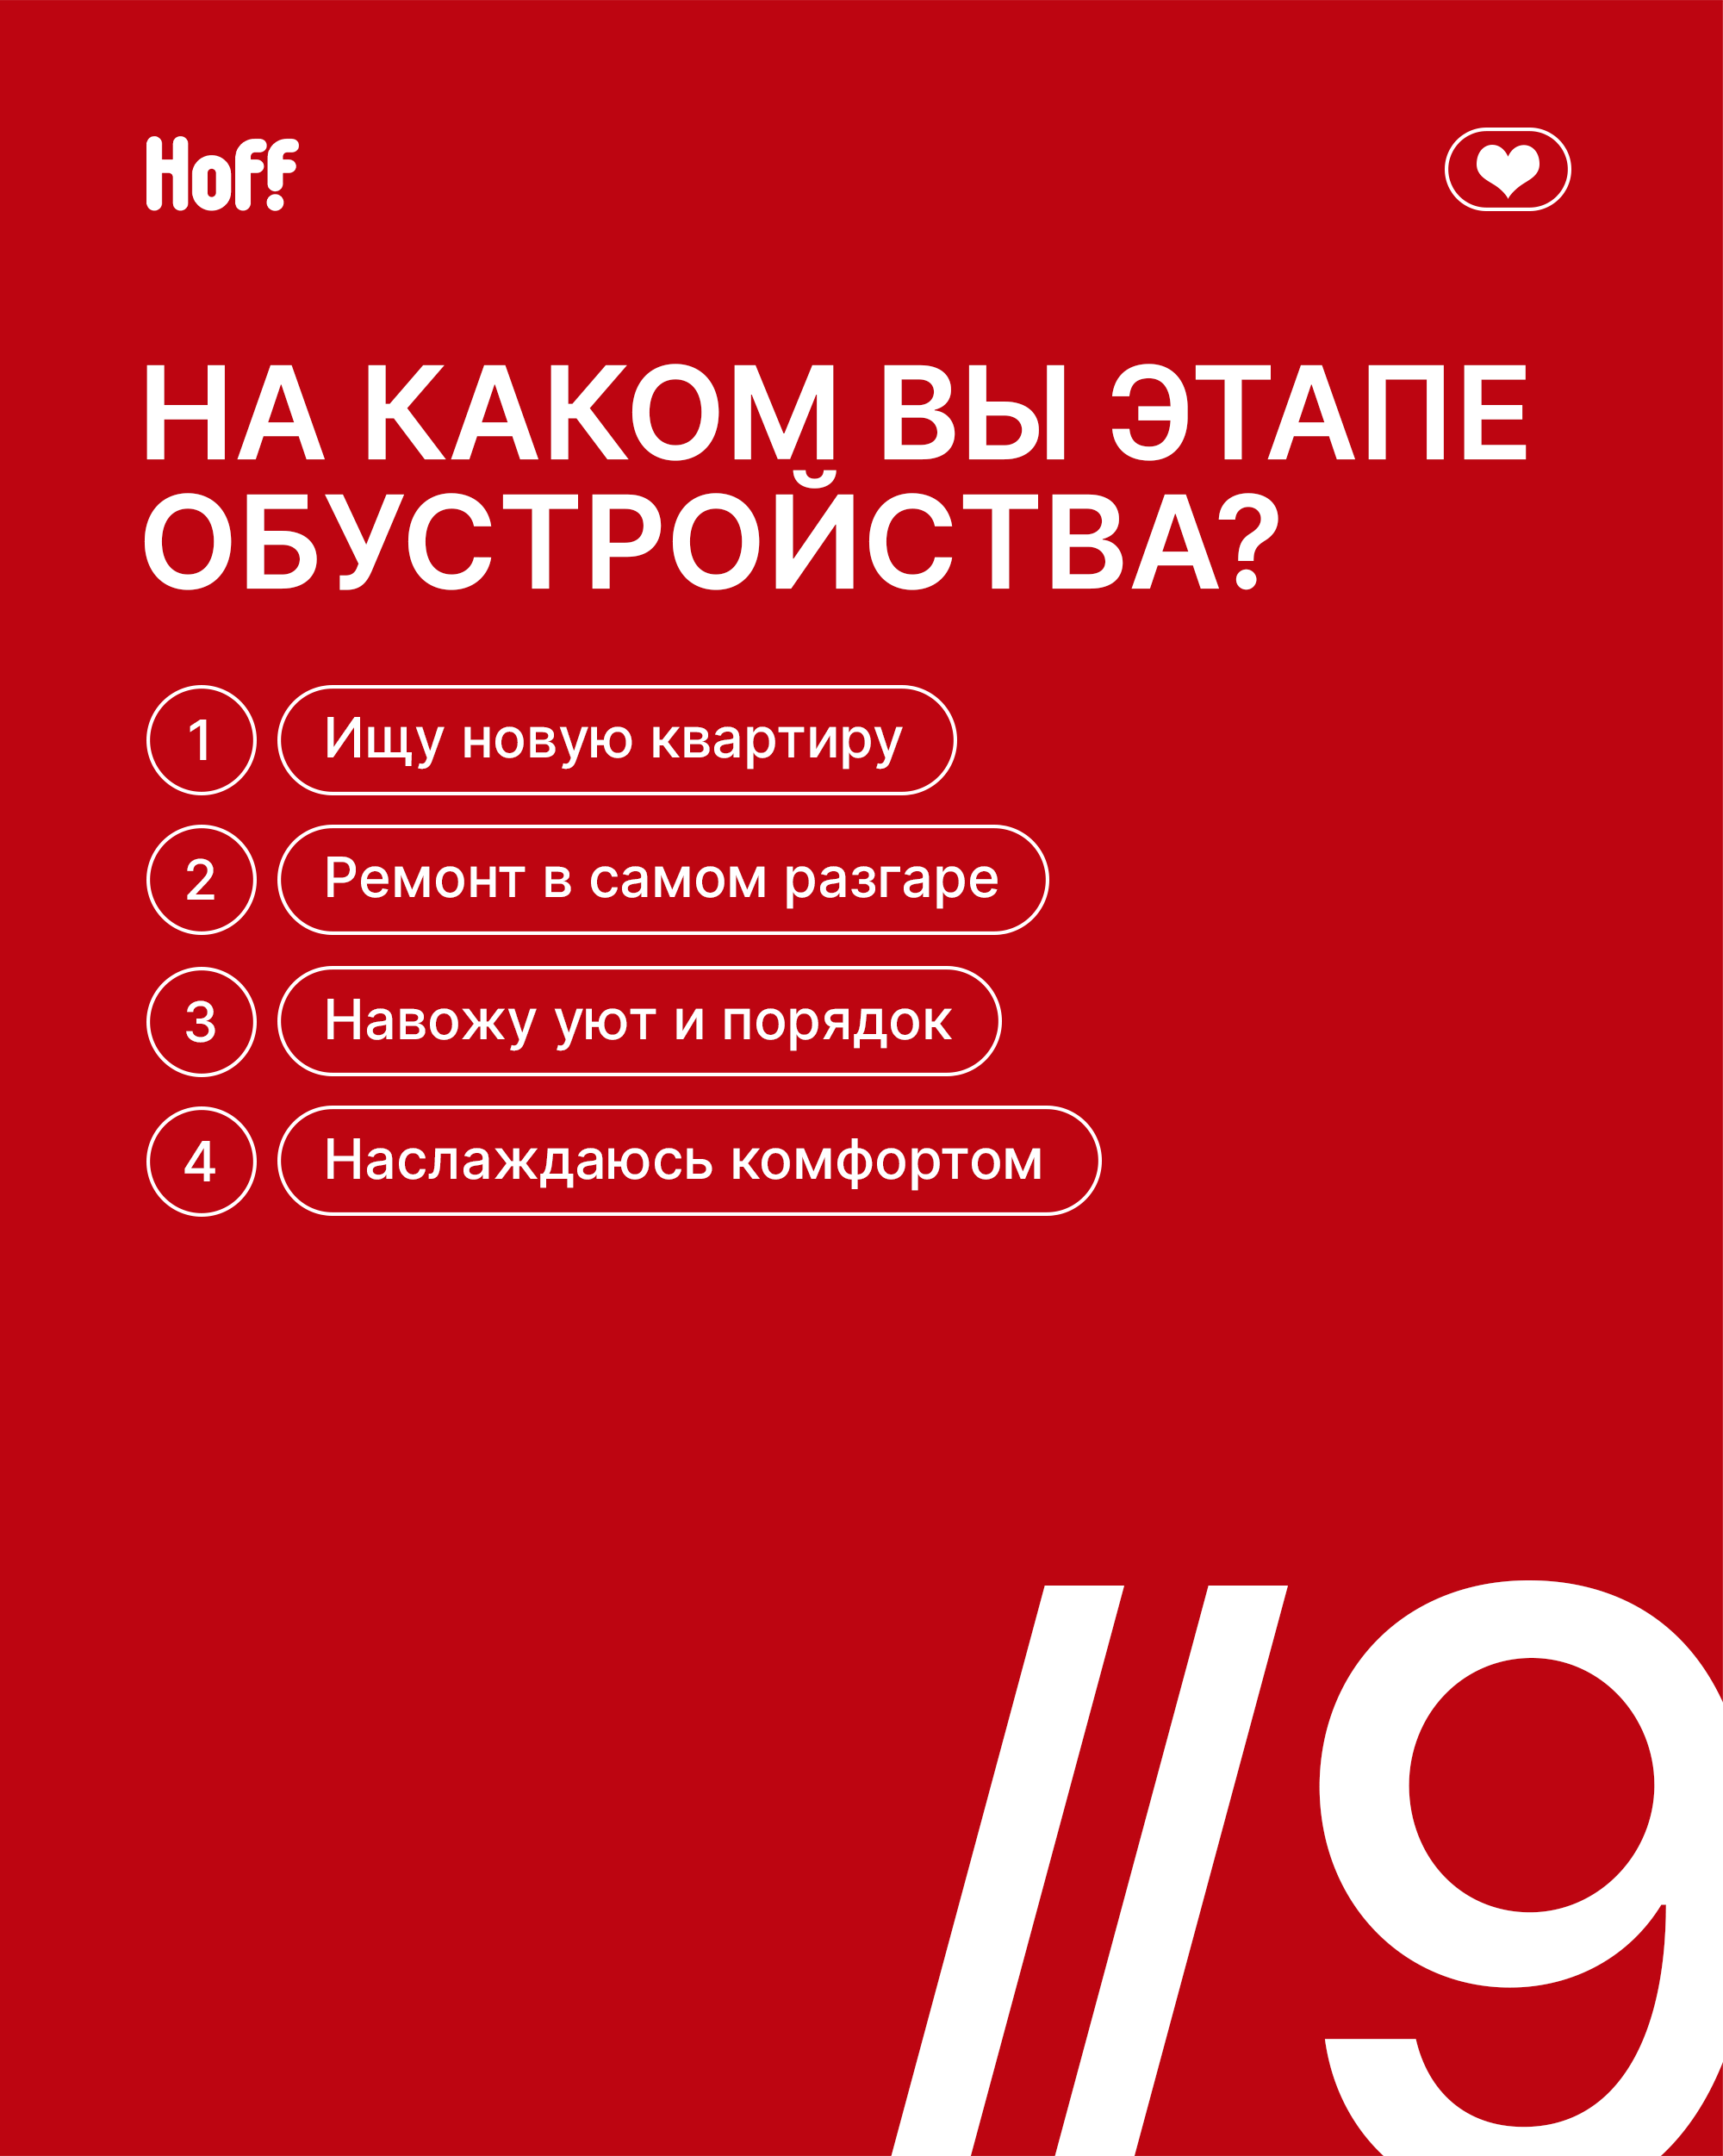 Hoff
НА КАКОМ ВЫ ЭТАПЕ
ОБУСТРОЙСТВА?
1 Ищу новую квартиру
2 Ремонт в самом разгаре
3 Навожу уют и порядок
4 Наслаждаюсь комфортом
//9